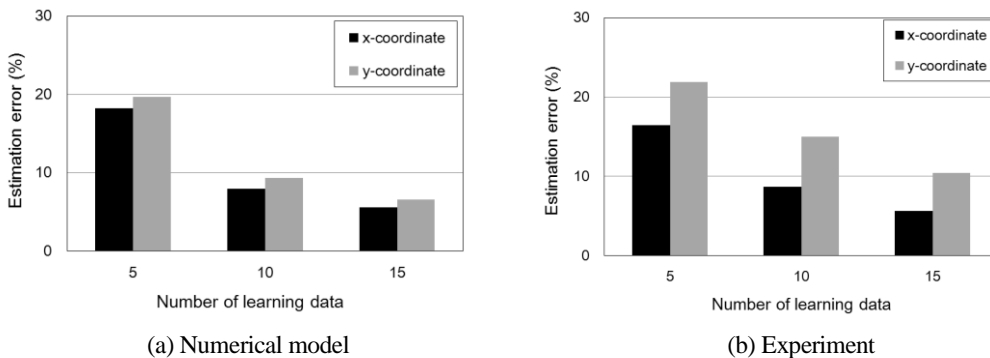 30
20
10
0
Estimation error (%)
x-coordinate
y-coordinate
5 10 15
Number of learning data
(a) Numerical model
30
20
10
0
Estimation error (%)
x-coordinate
y-coordinate
5 10 15
Number of learning data
(b) Experiment